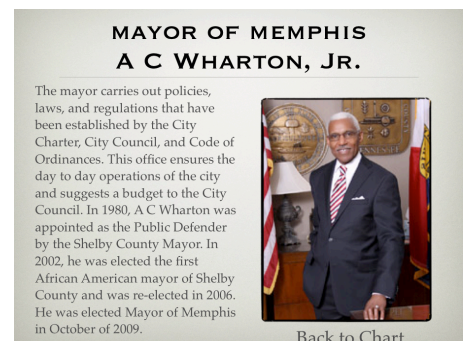 MAYOR OF MEMPHIS
A C WHARTON, JR.
The mayor carries out policies,
laws, and regulations that have
been established by the City
Charter, City Council, and Code of
Ordinances. This office ensures the
day to day operations of the city
and suggests a budget to the City
Council. In 1980, A C Wharton was
appointed as the Public Defender
by the Shelby County Mayor. In
2002, he was elected the first
African American mayor of Shelby
County and was re-elected in 2006.
He was elected Mayor of Memphis
in October of 2009.
Back to Chart